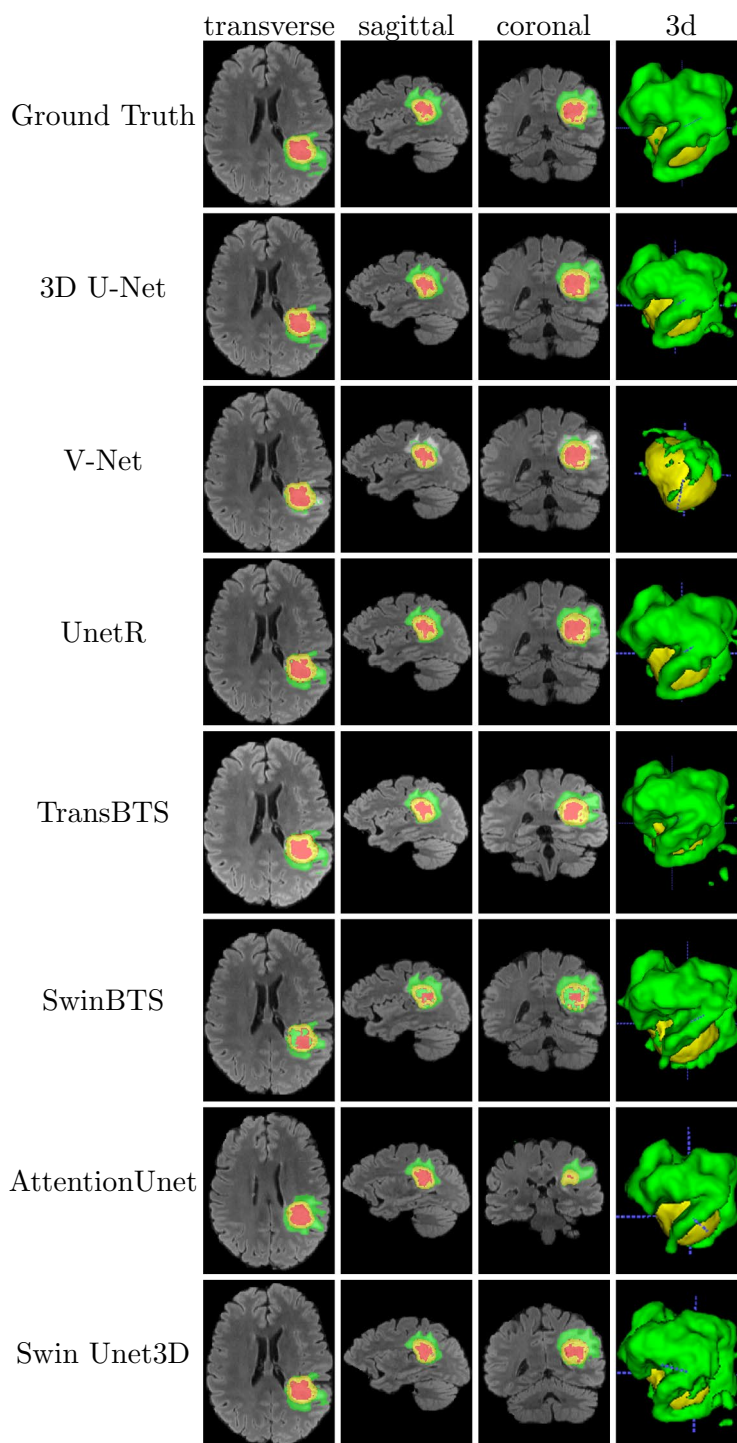 transverse sagittal coronal 3d
Ground Truth
3D U-Net
V-Net
UnetR
TransBTS
SwinBTS
AttentionUnet
Swin Unet3D